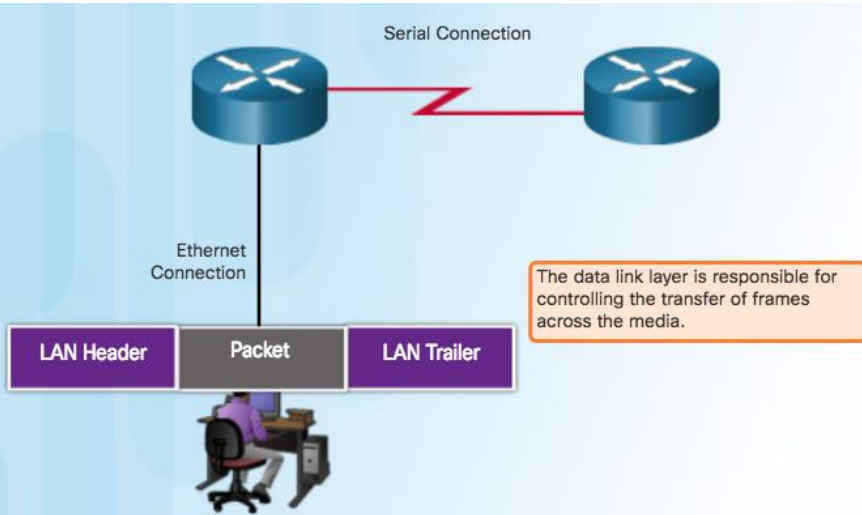 Serial Connection
Ethernet
Connection
The data link layer is responsible for
controlling the transfer of frames
across the media.
LAN Header
Packet
LAN Trailer